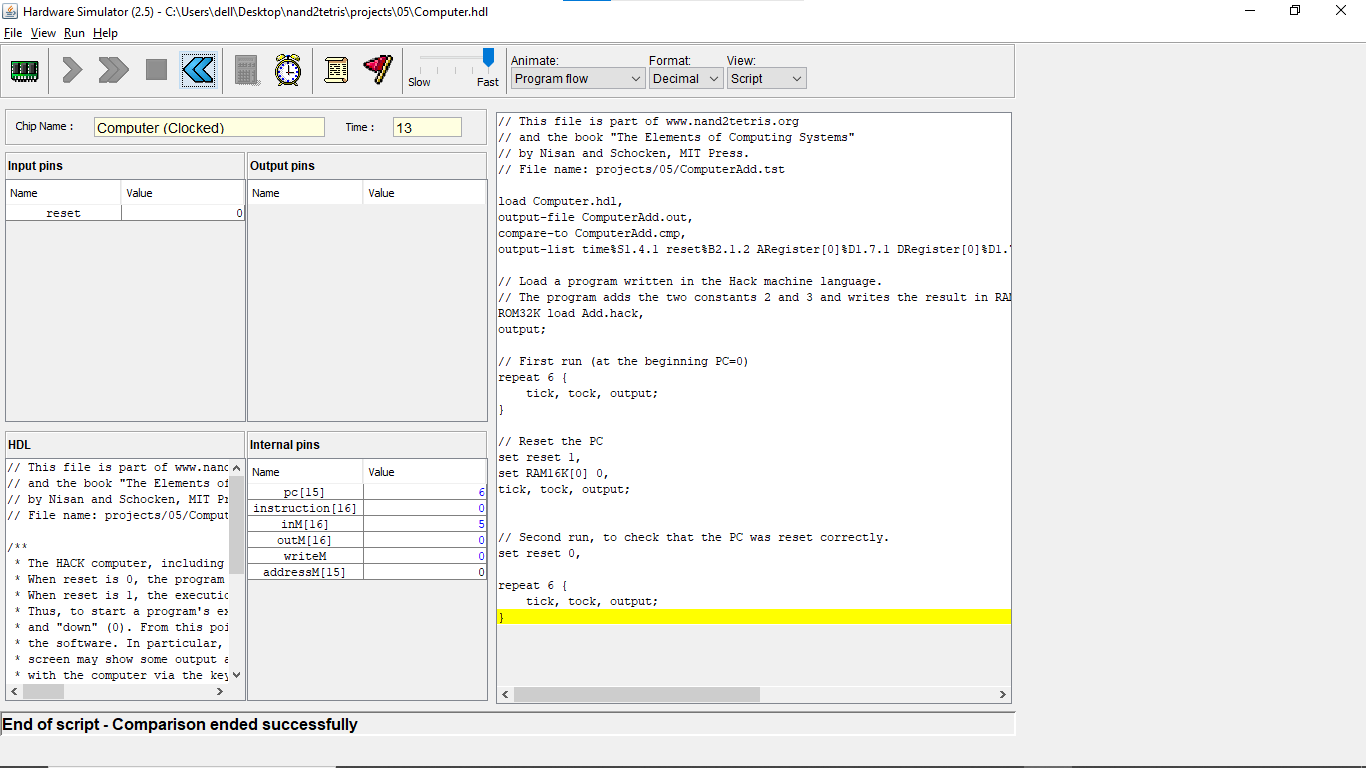 Hardware Simulator (2.5) - C:\Users\dell\Desktop\nand2tetris\projects\05\Computer.hdl
File View Run Help
Slow Fast
Animate: Format: View:
Program flow Decimal Script
Chip Name : Computer (Clocked) Time : 13
Input pins
Name Value
reset 0
Output pins
Name Value
HDL
// This file is part of www.nand
// and the book "The Elements of
// by Nisan and Schocken, MIT Pr
// File name: projects/05/Comput
/**
* The HACK computer, including
* When reset is 0, the program
* When reset is 1, the executio
* Thus, to start a program's ex
* and "down" (0). From this poi
* the software. In particular,
* screen may show some output a
* with the computer via the key
Internal pins
Name Value
pc[15] 6
instruction[16] 0
inM[16] 5
outM[16] 0
writeM 0
addressM[15] 0
// This file is part of www.nand2tetris.org
// and the book "The Elements of Computing Systems"
// by Nisan and Schocken, MIT Press.
// File name: projects/05/ComputerAdd.tst
load Computer.hdl,
output-file ComputerAdd.out,
compare-to ComputerAdd.cmp,
output-list time%S1.4.1 reset%B2.1.2 ARegister[0]%D1.7.1 DRegister[0]%D1.
// Load a program written in the Hack machine language.
// The program adds the two constants 2 and 3 and writes the result in RAM
ROM32K load Add.hack,
output;
// First run (at the beginning PC=0)
repeat 6 {
tick, tock, output;
}
// Reset the PC
set reset 1,
set RAM16K[0] 0,
tick, tock, output;
// Second run, to check that the PC was reset correctly.
set reset 0,
repeat 6 {
tick, tock, output;
}
End of script - Comparison ended successfully